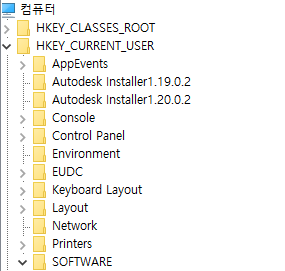 컴퓨터
HKEY_CLASSES_ROOT
HKEY_CURRENT_USER
AppEvents
Autodesk Installer1.19.0.2
Autodesk Installer1.20.0.2
Console
Control Panel
Environment
EUDC
Keyboard Layout
Layout
Network
Printers
SOFTWARE